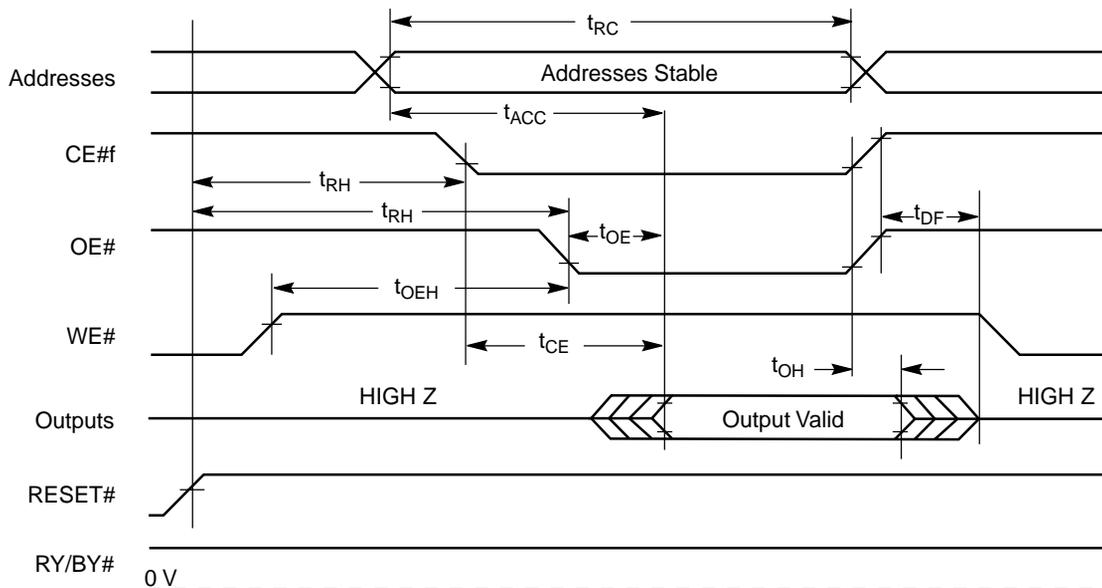 tRC
Addresses
Addresses Stable
tACC
CE#f
tRH
tRH
tDF
OE#
tOE
tOEH
WE#
tCE
tOH
HIGH Z
HIGH Z
Outputs
Output Valid
RESET#
RY/BY#
0 V